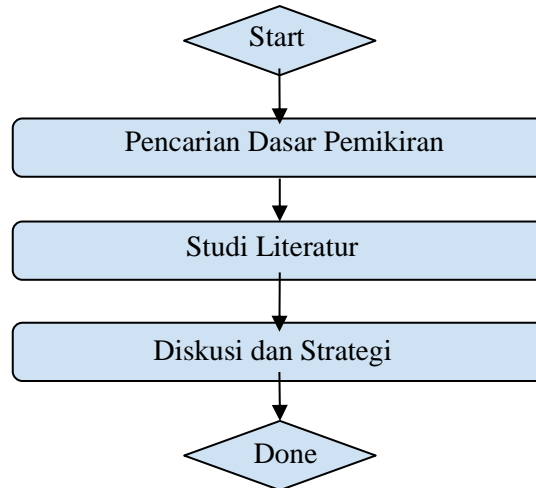 Start
Pencarian Dasar Pemikiran
Studi Literatur
Diskusi dan Strategi
Done